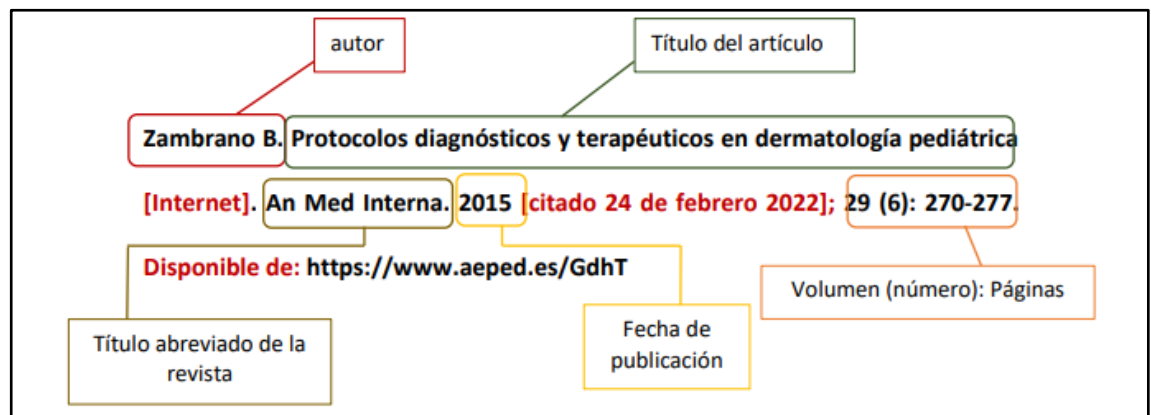 autor
Título del artículo
Zambrano B. Protocolos diagnósticos y terapéuticos en dermatología pediátrica
[Internet]. An Med Interna. 2015 [citado 24 de febrero 2022]; 29 (6): 270-277.
Disponible de: https://www.aeped.es/GdhT
Volumen (número): Páginas
Título abreviado de la
revista
Fecha de
publicación